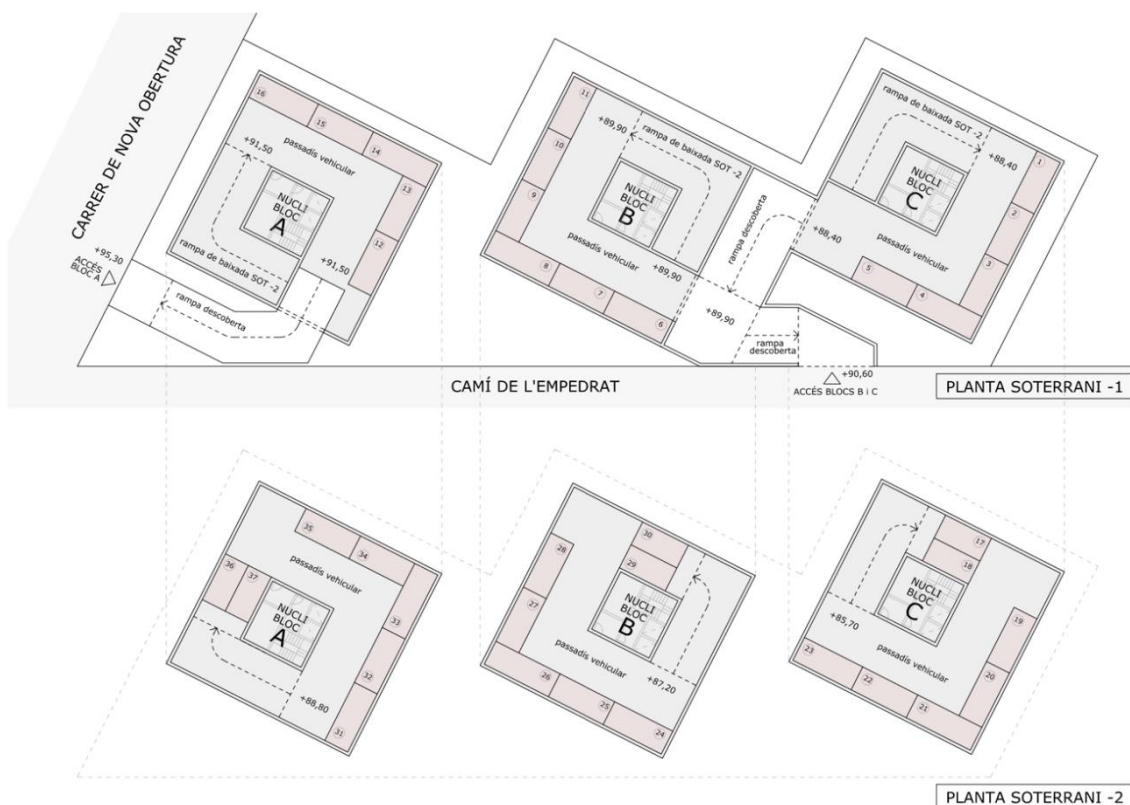 CARRER DE NOVA OBERTURA
+95,30
ACCÉS
BLOC A
16
15
14
13
12
+91,50
passadís vehicular
NUCLI
BLOC
A
rampa de baixada SOT -2
+91,50
rampa descoberta
11
10
9
8
7
6
+89,90
rampa de baixada SOT -2
NUCLI
BLOC
B
passadís vehicular
+89,90
rampa descoberta
+89,90
rampa
descoberta
rampa de baixada SOT -2
+88,40
1
2
3
4
5
NUCLI
BLOC
C
+88,40
passadís vehicular
CAMÍ DE L'EMPEDRAT
+90,60
ACCÉS BLOCS B i C
PLANTA SOTERRANI -1
35
34
passadís vehicular
36
37
33
32
31
NUCLI
BLOC
A
+88,80
30
29
28
27
26
25
24
NUCLI
BLOC
B
passadís vehicular
+87,20
17
18
19
20
21
22
23
NUCLI
BLOC
C
+85,70
passadís vehicular
PLANTA SOTERRANI -2